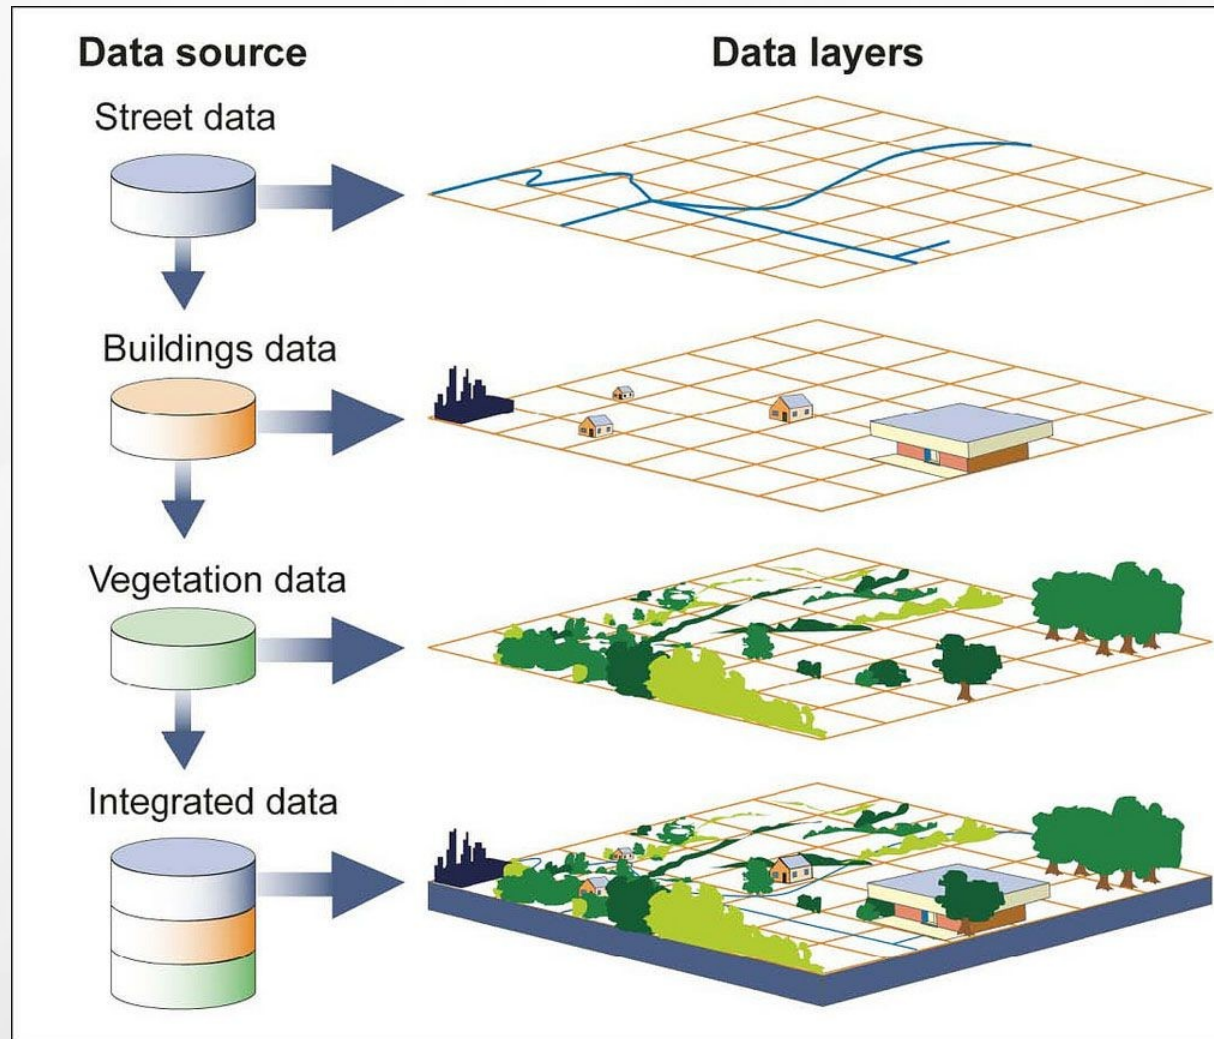 Data source
Data layers
Street data
Buildings data
Vegetation data
Integrated data